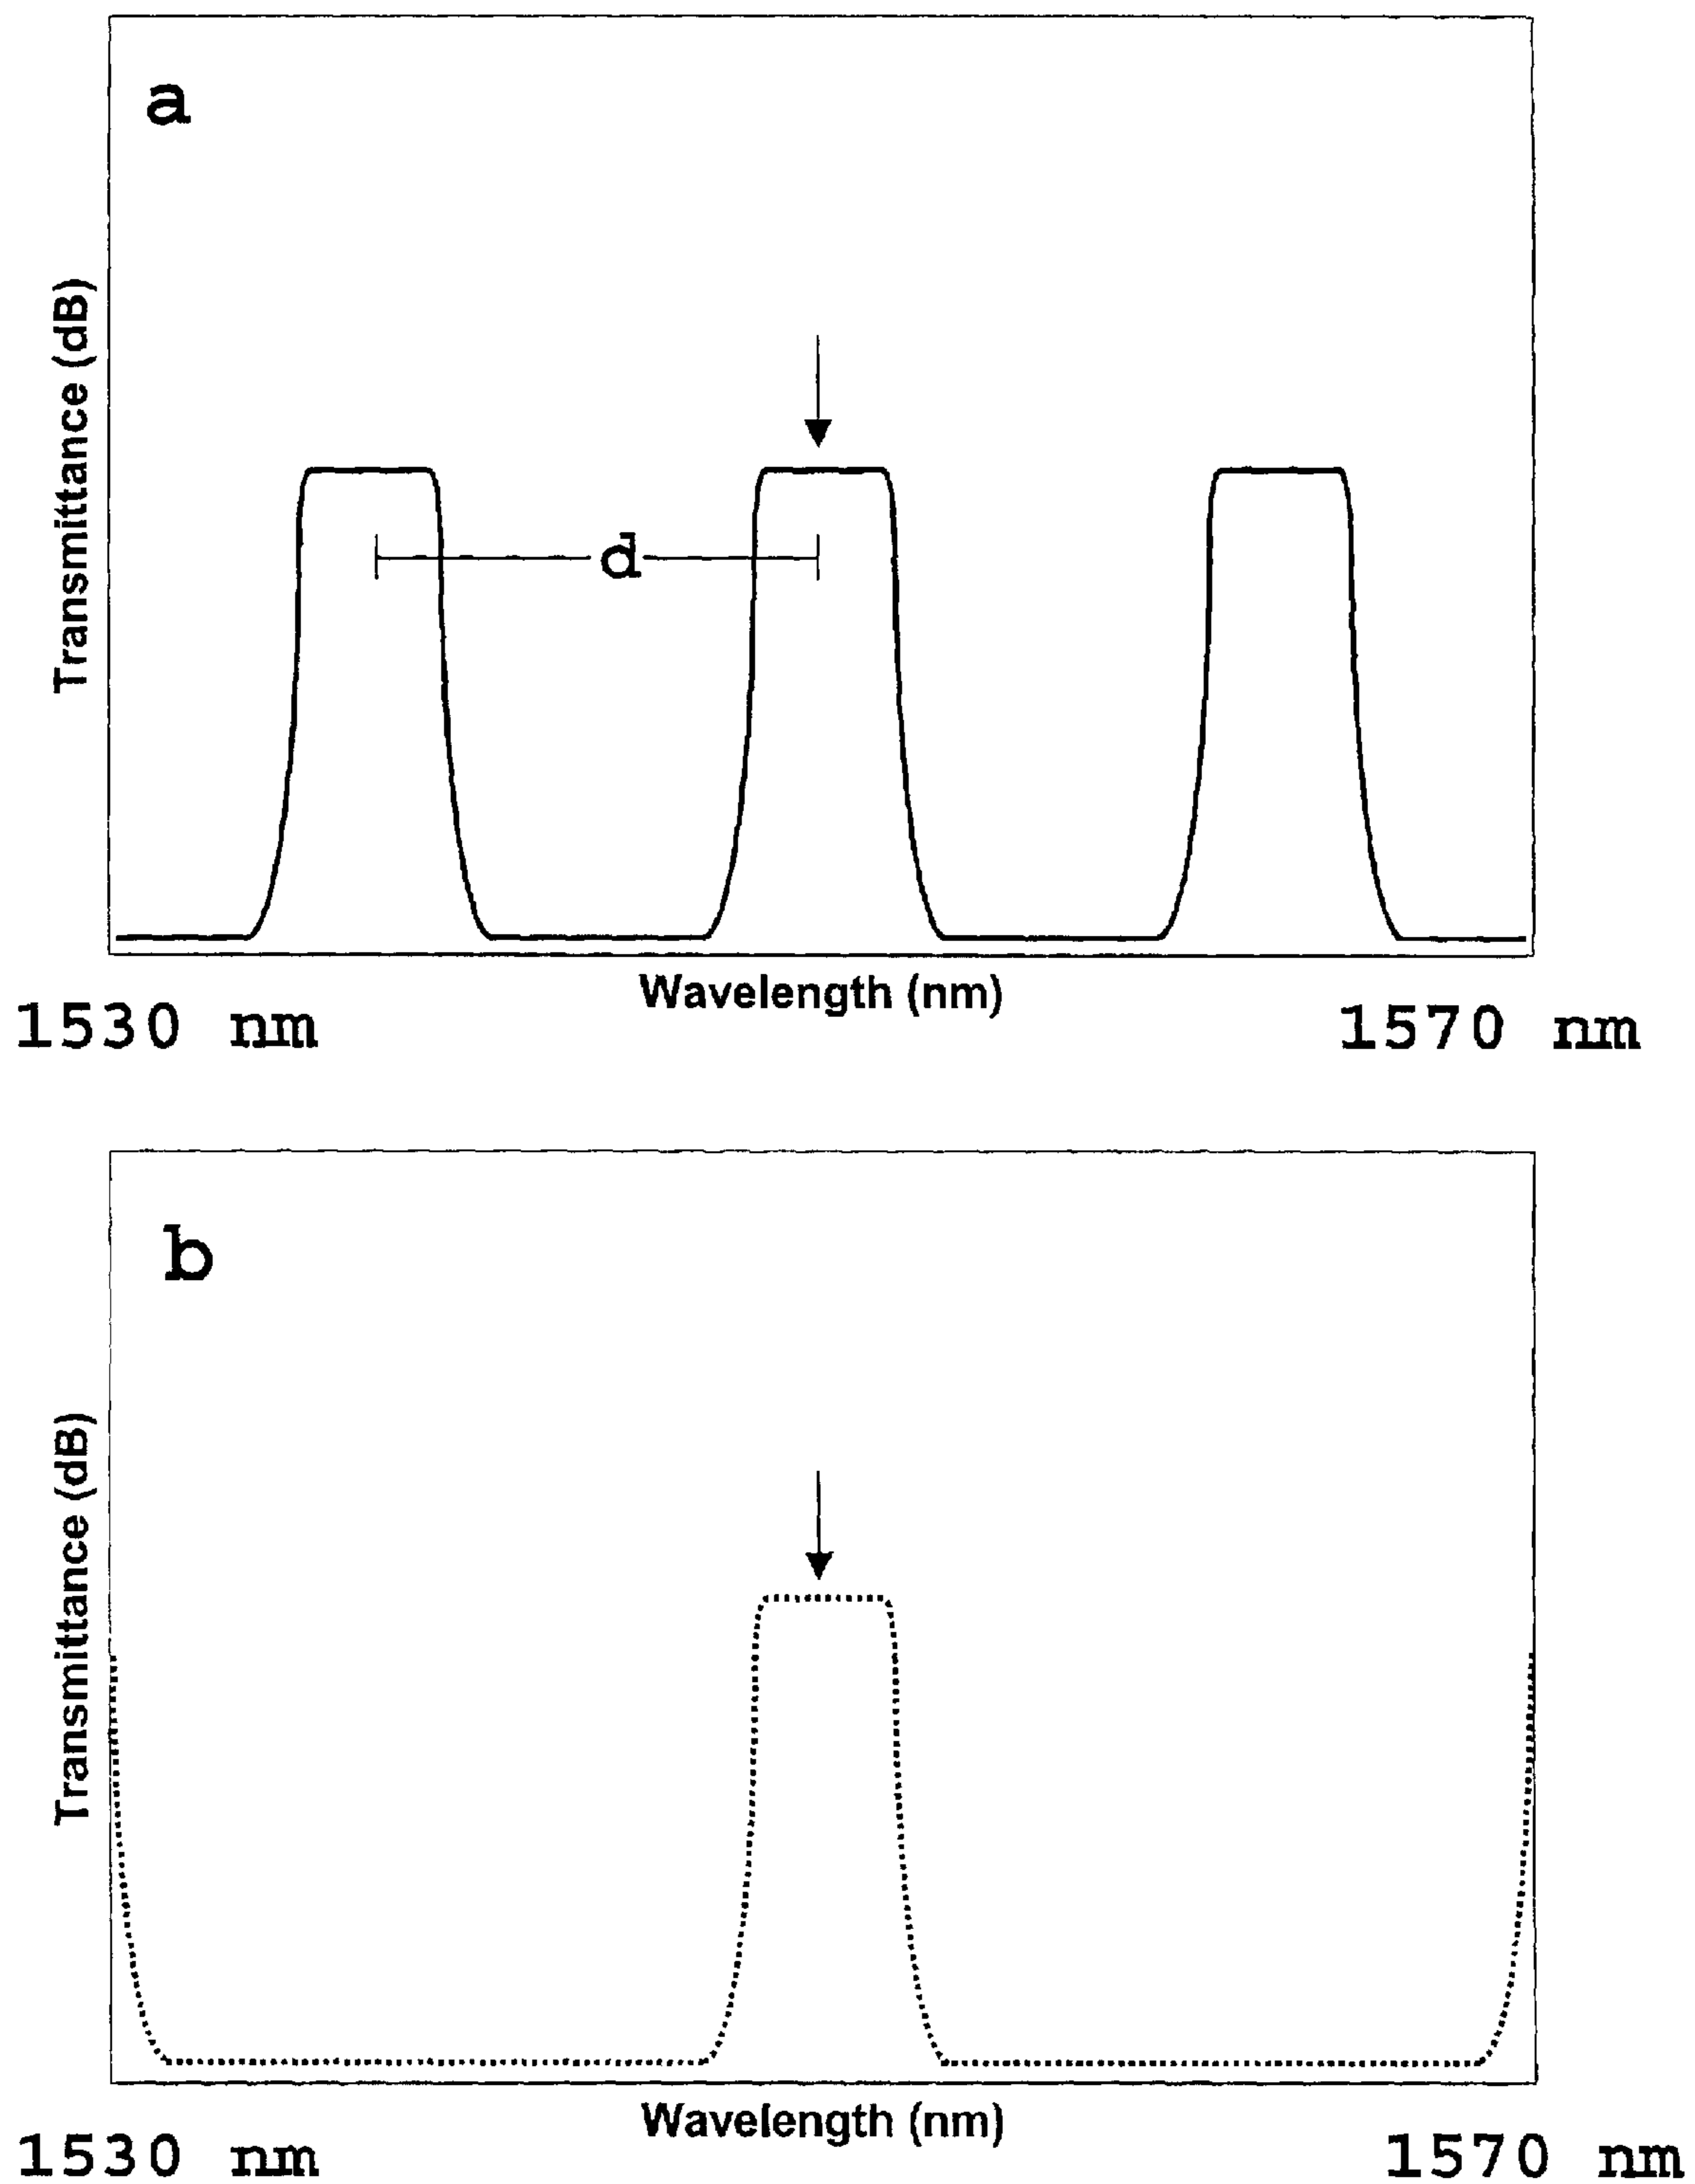 a
Transmittance (dB)
d
Wavelength (nm)
1530 nm
1570 nm
b
Transmittance (dB)
Wavelength (nm)
1530 nm
1570 nm